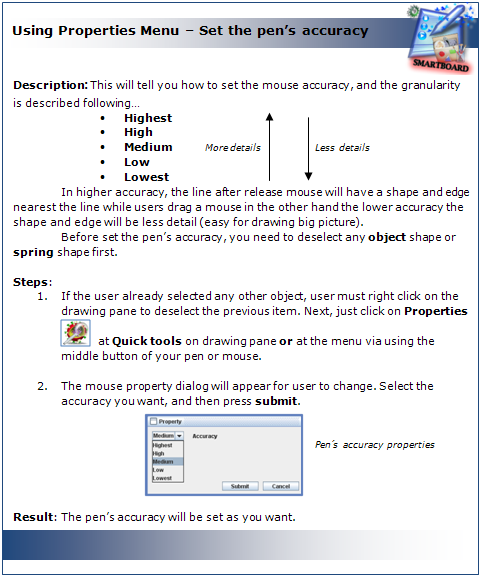 Using Properties Menu – Set the pen's accuracy
SMARTBOARD
Description: This will tell you how to set the mouse accuracy, and the granularity
is described following…
• Highest
• High
• Medium More details Less details
• Low
• Lowest
In higher accuracy, the line after release mouse will have a shape and edge
nearest the line while users drag a mouse in the other hand the lower accuracy the
shape and edge will be less detail (easy for drawing big picture).
Before set the pen's accuracy, you need to deselect any object shape or
spring shape first.
Steps:
1. If the user already selected any other object, user must right click on the
drawing pane to deselect the previous item. Next, just click on Properties
at Quick tools on drawing pane or at the menu via using the
middle button of your pen or mouse.
2. The mouse property dialog will appear for user to change. Select the
accuracy you want, and then press submit.
Property
Medium Accuracy
Highest
High
Medium
Low
Lowest
Submit Cancel
Pen's accuracy properties
Result: The pen's accuracy will be set as you want.